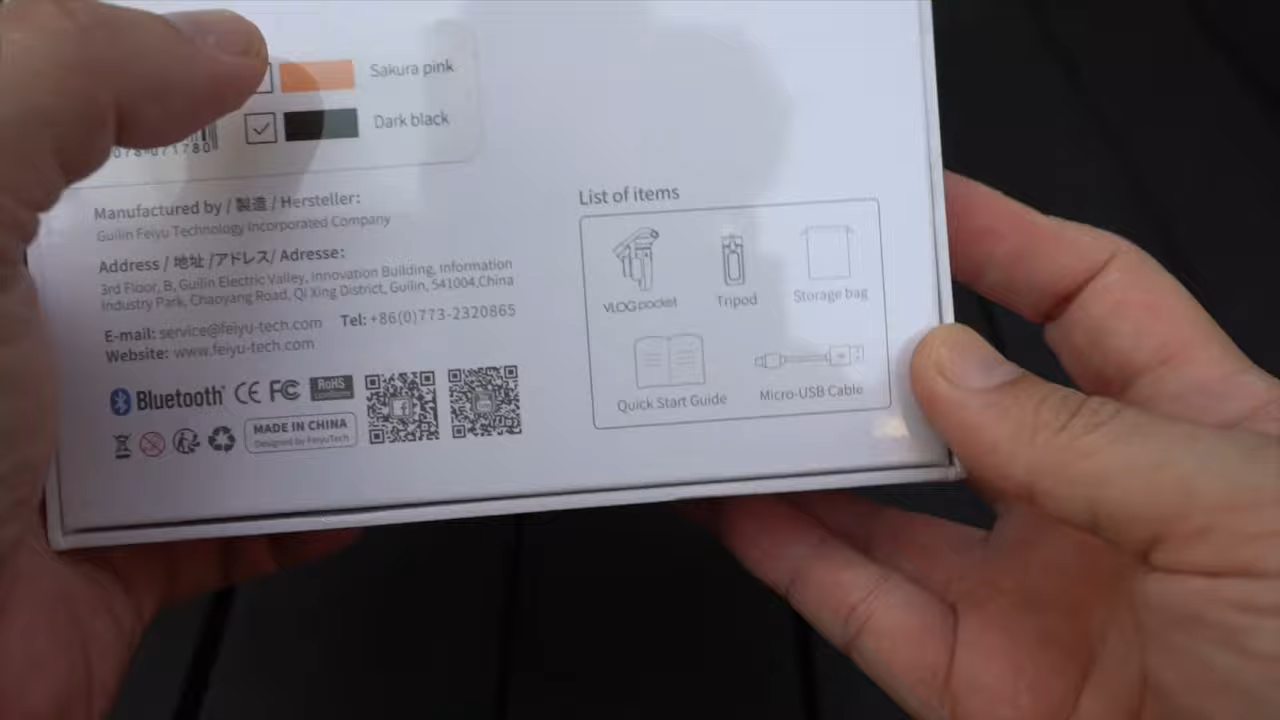 Sakura pink
Dark black
078-071780
Manufactured by / 製造 / Hersteller:
Guilin Feiyu Technology Incorporated Company
Address / 地址 /アドレス/ Adresse:
3rd Floor, B, Guilin Electric Valley, Innovation Building, Information
Industry Park, Chaoyang Road, Qi Xing District, Guilin, 541004,China
E-mail: service@feiyu-tech.com Tel: +86(0)773-2320865
Website: www.feiyu-tech.com
Bluetooth CE FC RoHS
MADE IN CHINA
Designed by FeiyuTech
List of items
VLOG pocket
Tripod
Storage bag
Quick Start Guide
Micro-USB Cable